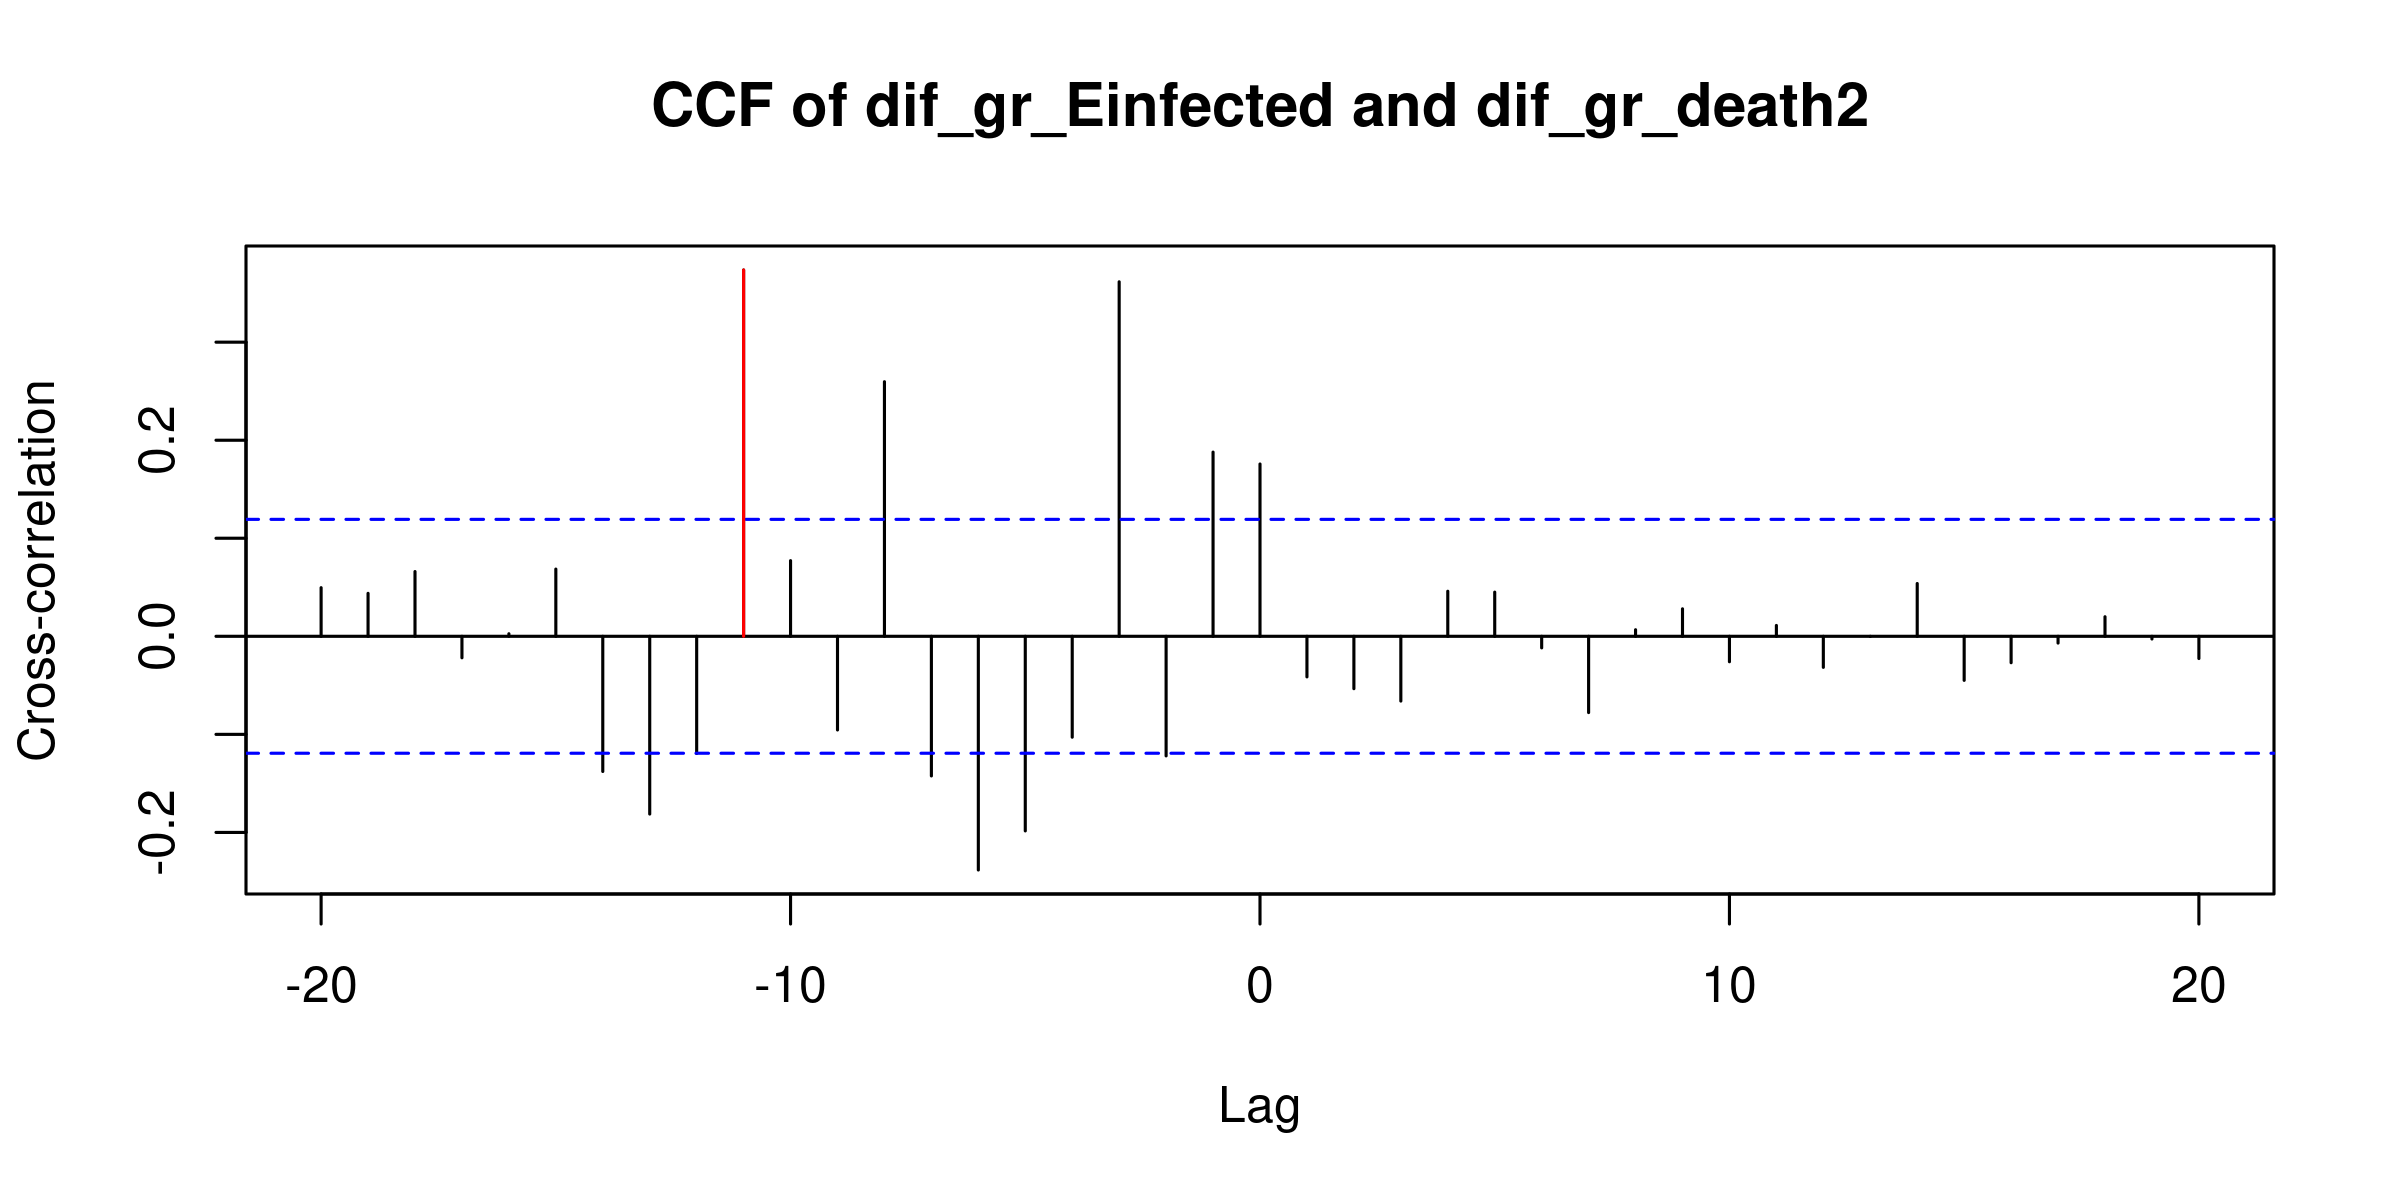 CCF of dif_gr_Einfected and dif_gr_death2
Cross-correlation
0.2
0.0
-0.2
-20 -10 0 10 20
Lag